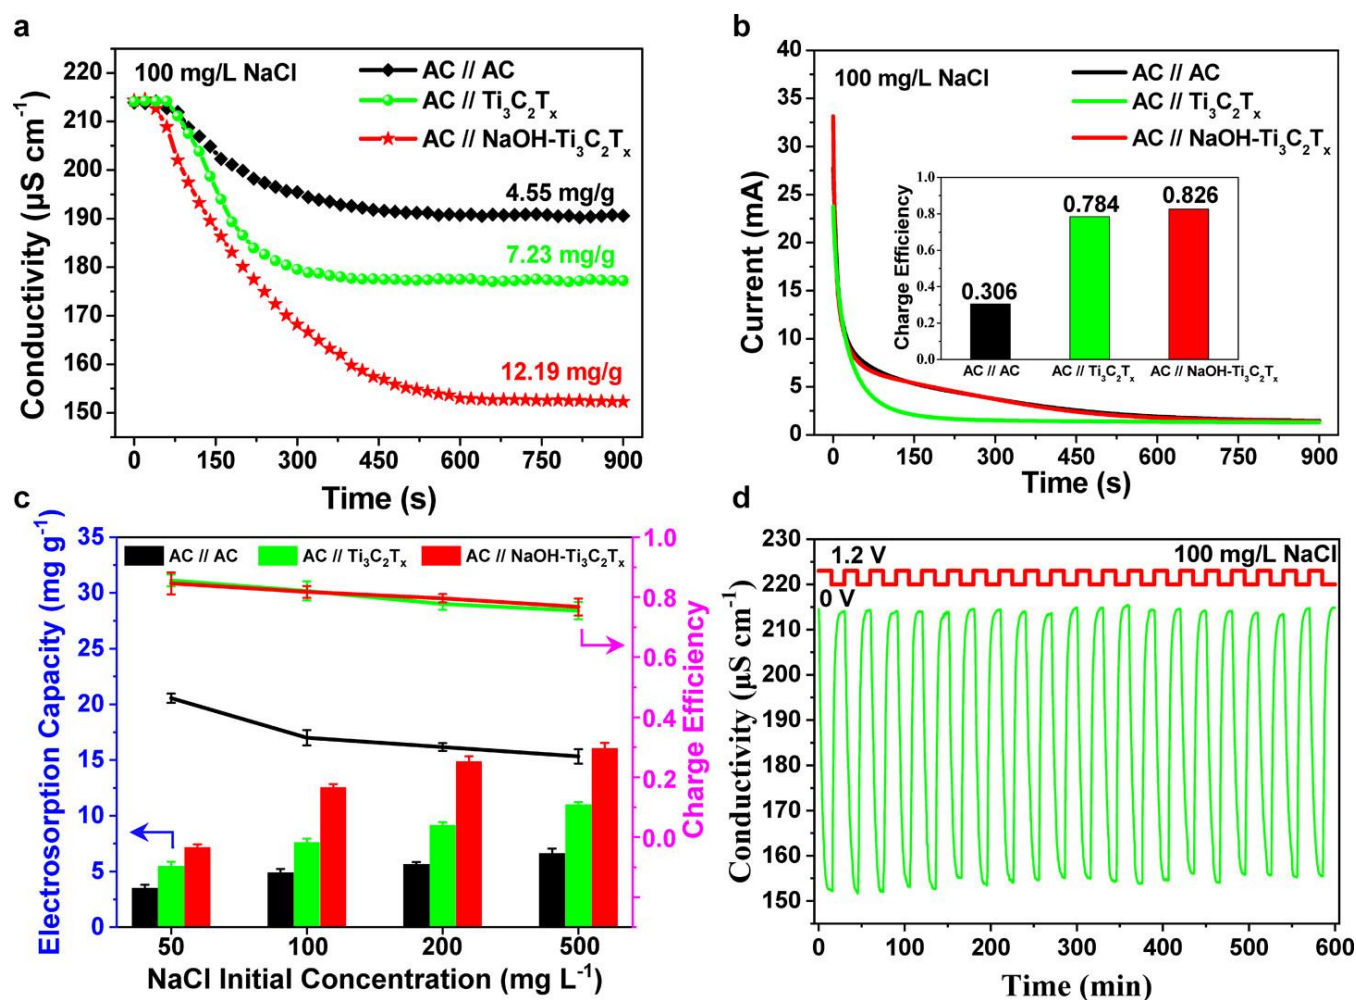 a
100 mg/L NaCl
AC // AC
AC // Ti₃C₂Tₓ
AC // NaOH-Ti₃C₂Tₓ
4.55 mg/g
7.23 mg/g
12.19 mg/g
Conductivity (μS cm⁻¹)
220
210
200
190
180
170
160
150
0 150 300 450 600 750 900
Time (s)
b
100 mg/L NaCl
AC // AC
AC // Ti₃C₂Tₓ
AC // NaOH-Ti₃C₂Tₓ
Current (mA)
40
35
30
25
20
15
10
5
0
Charge Efficiency
1.0
0.8
0.6
0.4
0.2
0.0
0.306
0.784
0.826
AC // AC AC // Ti₃C₂Tₓ AC // NaOH-Ti₃C₂Tₓ
0 150 300 450 600 750 900
Time (s)
c
AC // AC AC // Ti₃C₂Tₓ AC // NaOH-Ti₃C₂Tₓ
Electrosorption Capacity (mg g⁻¹)
35
30
25
20
15
10
5
0
1.0
0.8
0.6
0.4
0.2
0.0
Charge Efficiency
50 100 200 500
NaCl Initial Concentration (mg L⁻¹)
d
1.2 V
100 mg/L NaCl
0 V
Conductivity (μS cm⁻¹)
230
220
210
200
190
180
170
160
150
0 100 200 300 400 500 600
Time (min)